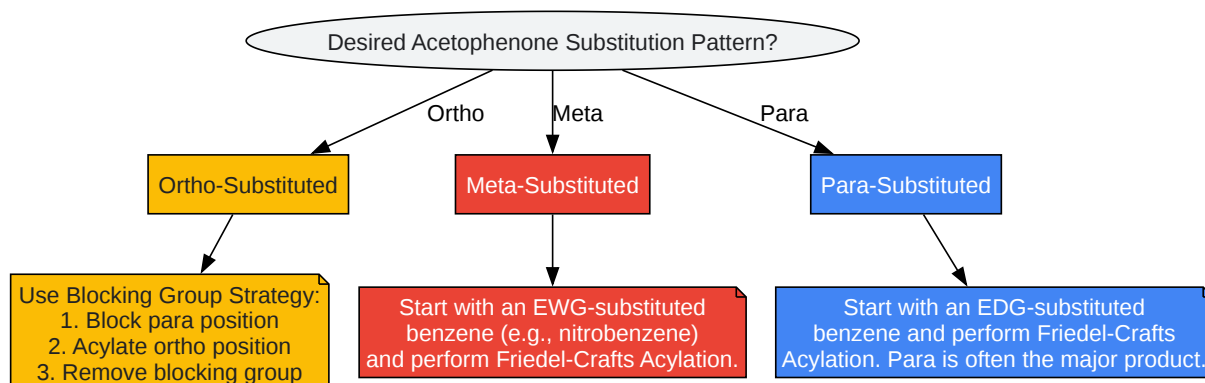 Desired Acetophenone Substitution Pattern?
Ortho
Meta
Para
Ortho-Substituted
Meta-Substituted
Para-Substituted
Use Blocking Group Strategy:
1. Block para position
2. Acylate ortho position
3. Remove blocking group
Start with an EWG-substituted
benzene (e.g., nitrobenzene)
and perform Friedel-Crafts Acylation.
Start with an EDG-substituted
benzene and perform Friedel-Crafts
Acylation. Para is often the major product.